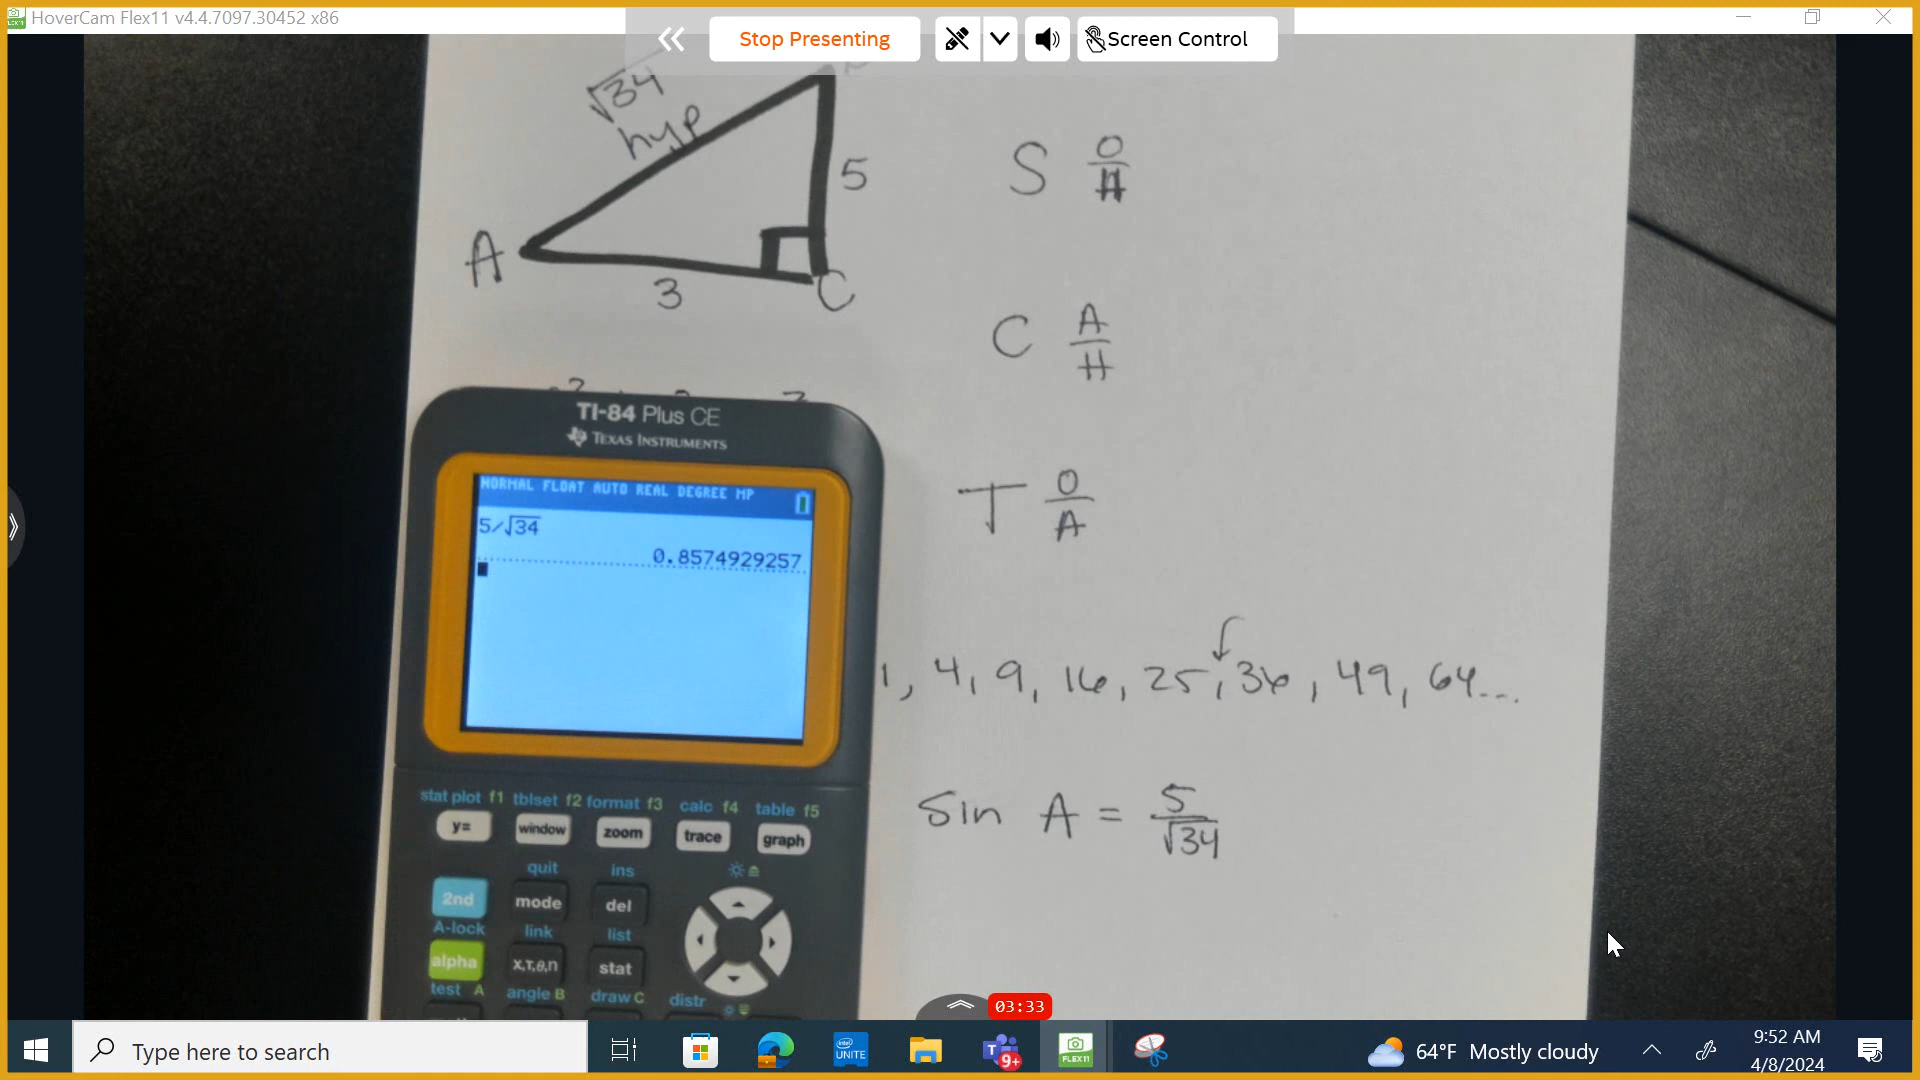 HoverCam Flex11 v4.4.7097.30452 x86
Stop Presenting
Screen Control
√34
hyp
5
A
3
C
S O/H
C A/H
T O/A
TI-84 Plus CE
TEXAS INSTRUMENTS
NORMAL FLOAT AUTO REAL DEGREE MP
5/√34
0.8574929257
1, 4, 9, 16, 25, 36, 49, 64...
sin A = 5/√34
stat plot f1 tblset f2 format f3 calc f4 table f5
y= window zoom trace graph
quit ins
2nd mode del
A-lock link list
alpha X,T,θ,n stat
test A angle B draw C distr
03:33
Type here to search
intel UNITE
9+
FLEX11
64°F Mostly cloudy
9:52 AM
4/8/2024